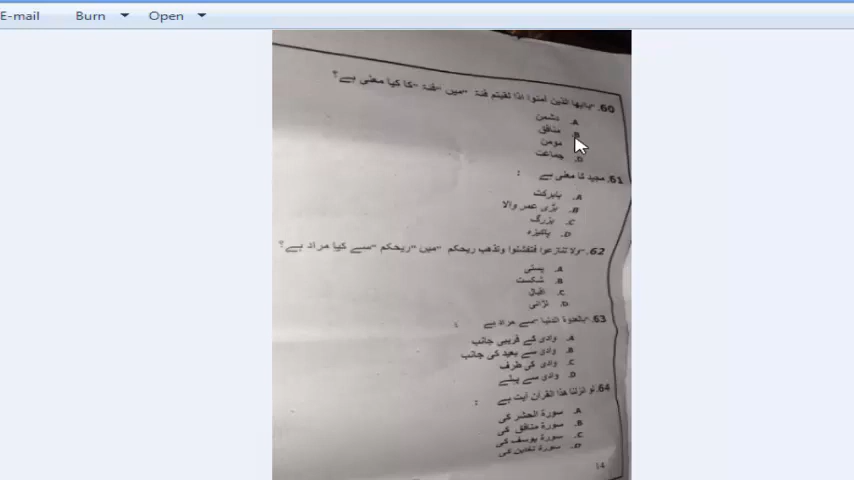 E-mail Burn Open
60. "یاایھا الذین امنوا اذا لقیتم فئۃ "میں "فئۃ "کا کیا معنی ہے؟
A. دشمن
B. منافق
مومن
D. جماعت
61. مجید کا معنی ہے :
A. بابرکت
B. بڑی عمر والا
C. بزرگ
D. پاکیزہ
62. "ولا تنازعوا فتفشلوا وتذھب ریحکم "میں "ریحکم "سے کیا مراد ہے؟
A. پستی
B. شکست
C. اقبال
D. لڑائی
63. "بالعدوۃ الدنیا "سے مراد ہے :
A. وادی کے قریبی جانب
B. وادی سے بعید کی جانب
C. وادی کی طرف
D. وادی سے پہلے
64. لو انزلنا ھذا القرآن آیت ہے :
A. سورۃ الحشر کی
B. سورۃ منافق کی
C. سورۃ یوسف کی
D. سورۃ تغابن کی
14